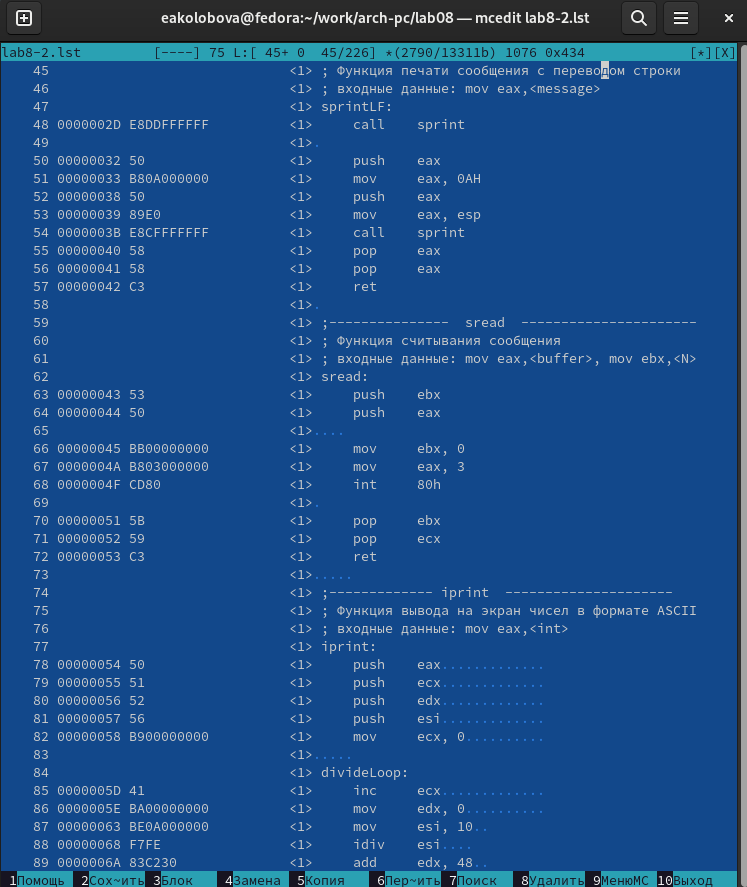 eakolobova@fedora:~/work/arch-pc/lab08 — mcedit lab8-2.lst
lab8-2.lst [----] 75 L:[ 45+ 0 45/226] *(2790/13311b) 1076 0x434 [*][X]
45 <1> ; Функция печати сообщения с переводом строки
46 <1> ; входные данные: mov eax,<message>
47 <1> sprintLF:
48 0000002D E8DDFFFFFF <1> call sprint
49 <1>.
50 00000032 50 <1> push eax
51 00000033 B80A000000 <1> mov eax, 0AH
52 00000038 50 <1> push eax
53 00000039 89E0 <1> mov eax, esp
54 0000003B E8CFFFFFFF <1> call sprint
55 00000040 58 <1> pop eax
56 00000041 58 <1> pop eax
57 00000042 C3 <1> ret
58 <1>.
59 <1> ;--------------- sread ----------------------
60 <1> ; Функция считывания сообщения
61 <1> ; входные данные: mov eax,<buffer>, mov ebx,<N>
62 <1> sread:
63 00000043 53 <1> push ebx
64 00000044 50 <1> push eax
65 <1>....
66 00000045 BB00000000 <1> mov ebx, 0
67 0000004A B803000000 <1> mov eax, 3
68 0000004F CD80 <1> int 80h
69 <1>.
70 00000051 5B <1> pop ebx
71 00000052 59 <1> pop ecx
72 00000053 C3 <1> ret
73 <1>.....
74 <1> ;------------- iprint ---------------------
75 <1> ; Функция вывода на экран чисел в формате ASCII
76 <1> ; входные данные: mov eax,<int>
77 <1> iprint:
78 00000054 50 <1> push eax.............
79 00000055 51 <1> push ecx.............
80 00000056 52 <1> push edx.............
81 00000057 56 <1> push esi.............
82 00000058 B900000000 <1> mov ecx, 0..........
83 <1>.....
84 <1> divideLoop:
85 0000005D 41 <1> inc ecx.............
86 0000005E BA00000000 <1> mov edx, 0..........
87 00000063 BE0A000000 <1> mov esi, 10..
88 00000068 F7FE <1> idiv esi....
89 0000006A 83C230 <1> add edx, 48..
1Помощь 2Сох~ить 3Блок 4Замена 5Копия 6Пер~ить 7Поиск 8Удалить 9МенюМС 10Выход